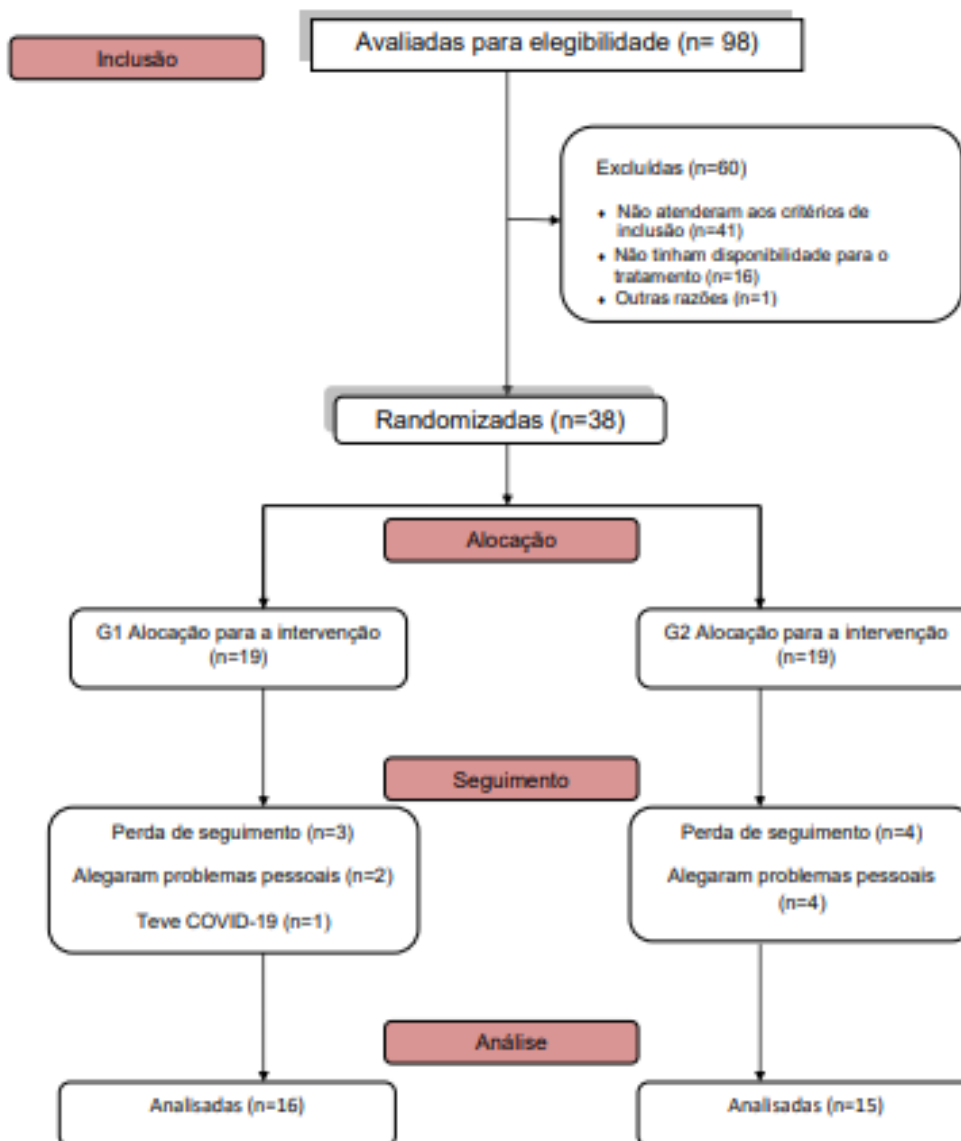 Avaliadas para elegibilidade (n= 98)
Inclusão
Excluídas (n=60)
Não atenderam aos critérios de
inclusão (n=41)
Não tinham disponibilidade para o
tratamento (n=16)
Outras razões (n=1)
Randomizadas (n=38)
Alocação
G1 Alocação para a intervenção
(n=19)
G2 Alocação para a intervenção
(n=19)
Seguimento
Perda de seguimento (n=3)
Alegaram problemas pessoais (n=2)
Teve COVID-19 (n=1)
Perda de seguimento (n=4)
Alegaram problemas pessoais
(n=4)
Análise
Analisadas (n=16)
Analisadas (n=15)